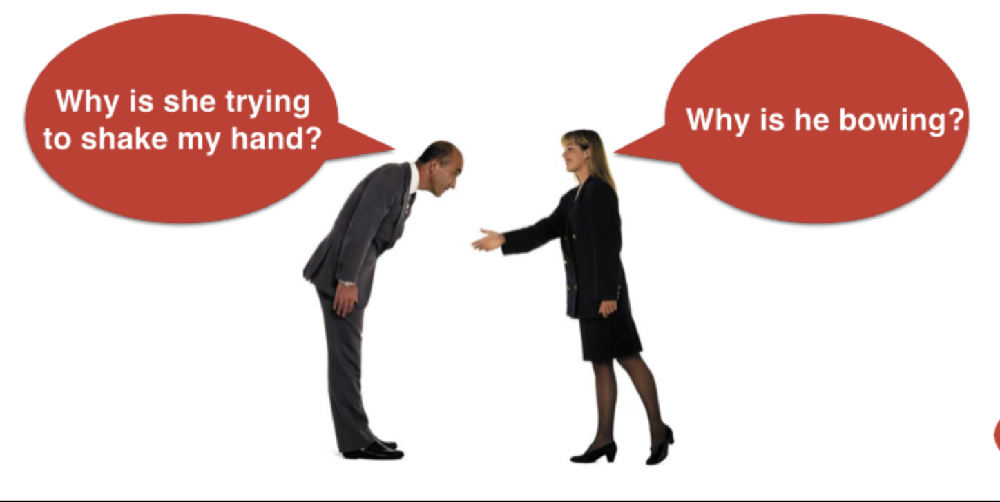 Why is she trying
to shake my hand?
Why is he bowing?